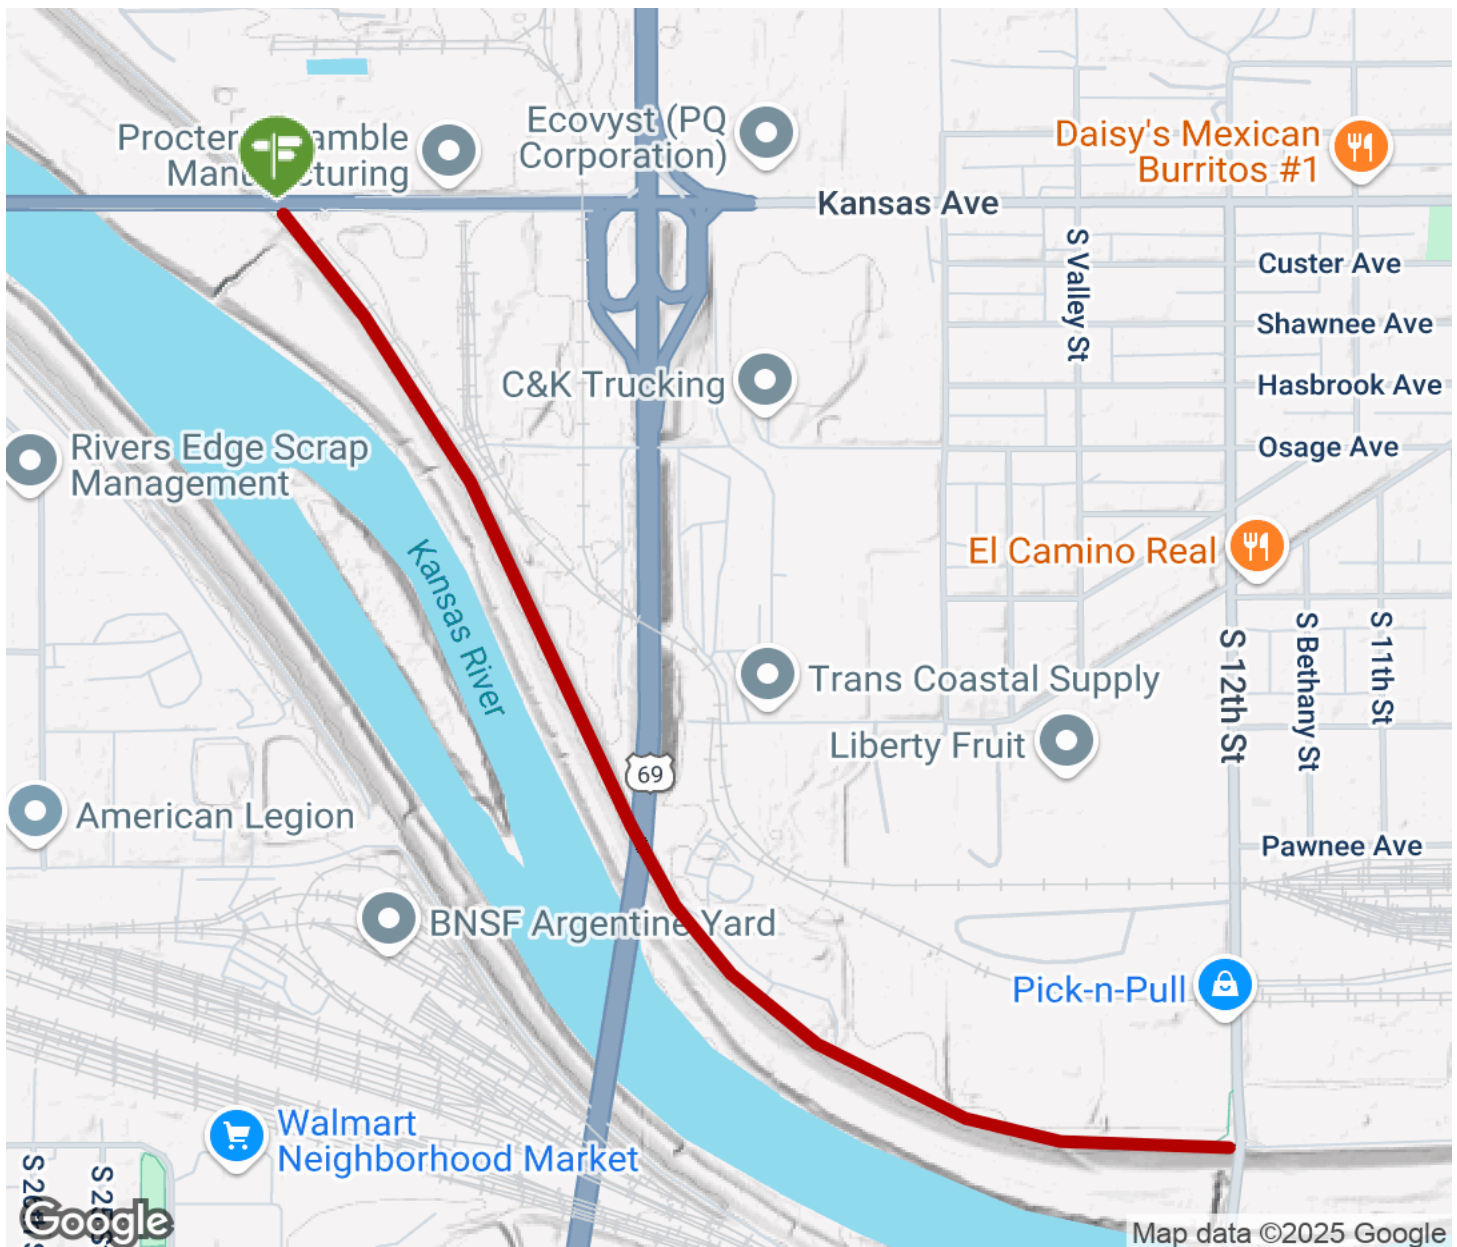 Procter Gamble
Manufacturing
Ecovyst (PQ
Corporation)
Daisy's Mexican
Burritos #1
Kansas Ave
S Valley St
Custer Ave
Shawnee Ave
C&K Trucking
Hasbrook Ave
Rivers Edge Scrap
Management
Osage Ave
El Camino Real
Kansas River
S 12th St
S Bethany St
S 11th St
Trans Coastal Supply
Liberty Fruit
69
American Legion
Pawnee Ave
BNSF Argentine Yard
Pick-n-Pull
Walmart
Neighborhood Market
Google
Map data ©2025 Google